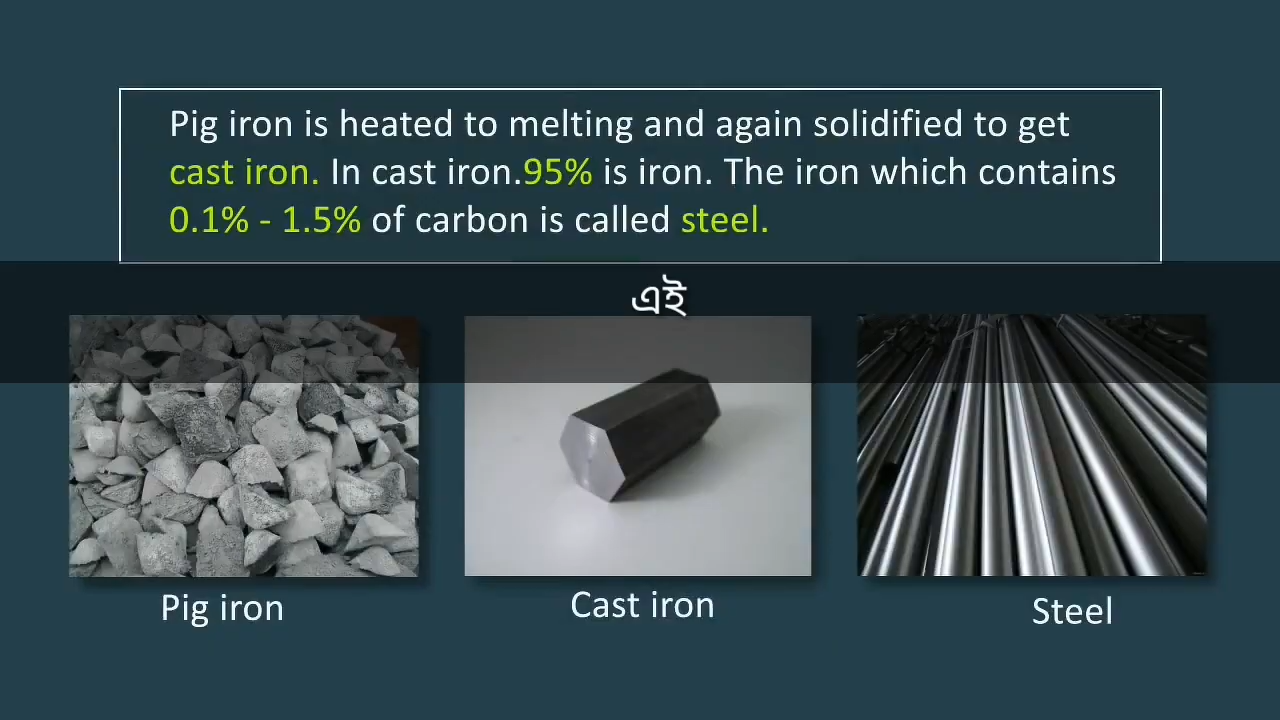 Pig iron is heated to melting and again solidified to get
cast iron. In cast iron.95% is iron. The iron which contains
0.1% - 1.5% of carbon is called steel.
এই
Pig iron
Cast iron
Steel